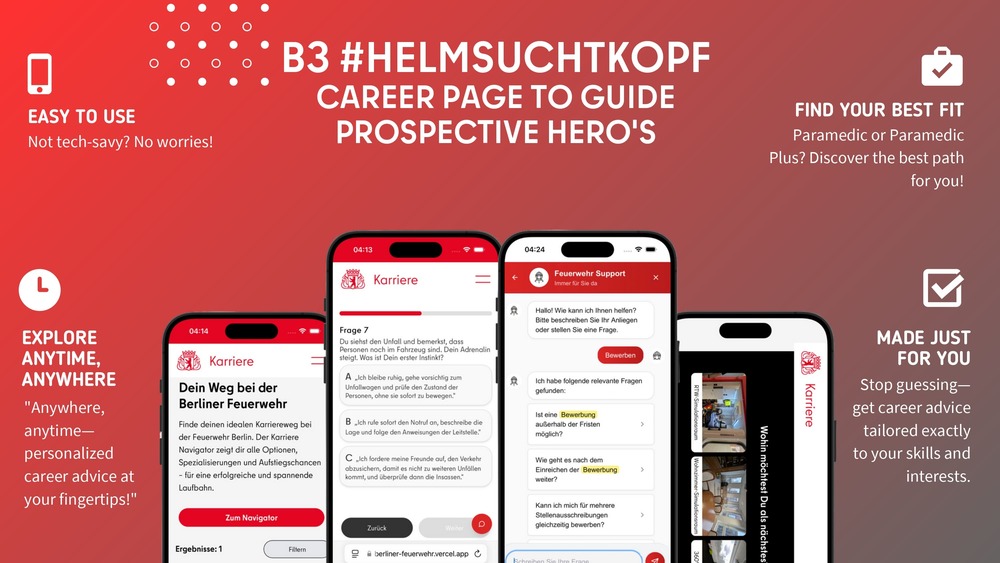 B3 #HELMSUCHTKOPF
CAREER PAGE TO GUIDE
PROSPECTIVE HERO'S
EASY TO USE
Not tech-savy? No worries!
FIND YOUR BEST FIT
Paramedic or Paramedic
Plus? Discover the best path
for you!
EXPLORE
ANYTIME,
ANYWHERE
"Anywhere,
anytime—
personalized
career advice at
your fingertips!"
MADE JUST
FOR YOU
Stop guessing—
get career advice
tailored exactly
to your skills and
interests.
04:14
Karriere
Dein Weg bei der
Berliner Feuerwehr
Finde deinen idealen Karriereweg bei
der Feuerwehr Berlin. Der Karriere
Navigator zeigt dir alle Optionen,
Spezialisierungen und Aufstiegschancen
– für eine erfolgreiche und spannende
Laufbahn.
Zum Navigator
Ergebnisse: 1
Filtern
04:13
Karriere
Frage 7
Du siehst den Unfall und bemerkst, dass
Personen noch im Fahrzeug sind. Dein Adrenalin
steigt. Was ist Dein erster Instinkt?
A „Ich bleibe ruhig, gehe vorsichtig zum
Unfallwagen und prüfe den Zustand der
Personen, ohne sie sofort zu bewegen."
B „Ich rufe sofort den Notruf an, beschreibe die
Lage und folge den Anweisungen der Leitstelle."
C „Ich fordere meine Freunde auf, den Verkehr
abzusichern, damit es nicht zu weiteren Unfällen
kommt, und überprüfe dann die Insassen."
Zurück
Weiter
berliner-feuerwehr.vercel.app
04:24
Feuerwehr Support
Immer für Sie da
Hallo! Wie kann ich Ihnen helfen?
Bitte beschreiben Sie Ihr Anliegen
oder stellen Sie eine Frage.
Bewerben
Ich habe folgende relevante Fragen
gefunden:
Ist eine Bewerbung
außerhalb der Fristen
möglich?
Wie geht es nach dem
Einreichen der Bewerbung
weiter?
Kann ich mich für mehrere
Stellenausschreibungen
gleichzeitig bewerben?
Schreiben Sie Ihre Frage.
Karriere
Wohin möchtest Du als nächstes
RTW-Simulationsraum
Wohnzimmer-Simulationsraum
360°